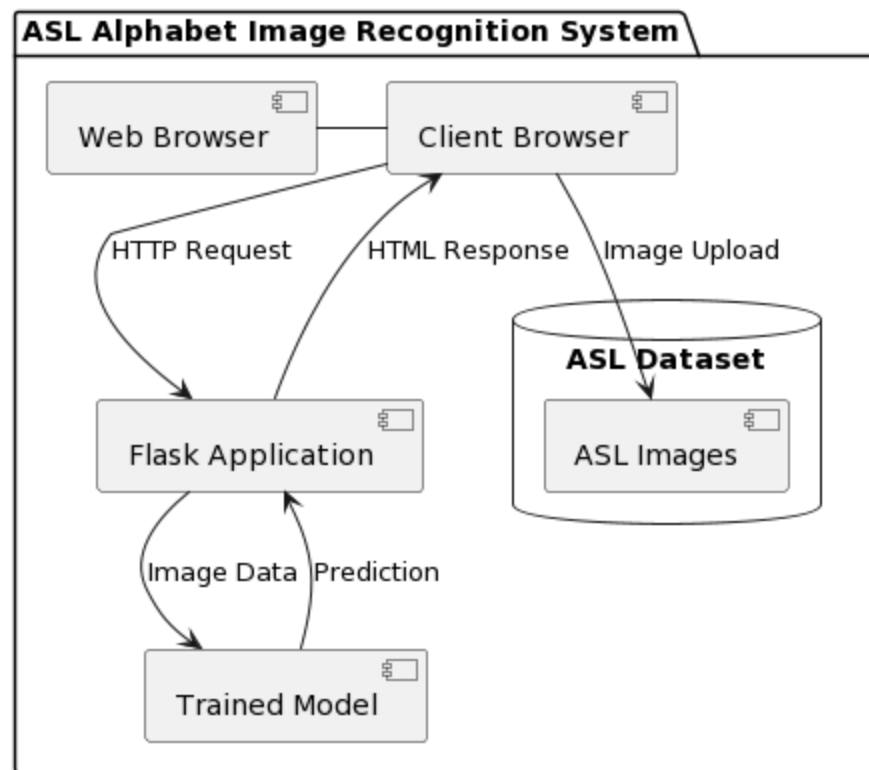 ASL Alphabet Image Recognition System
Web Browser
Client Browser
HTTP Request
HTML Response
Image Upload
ASL Dataset
Flask Application
ASL Images
Image Data
Prediction
Trained Model